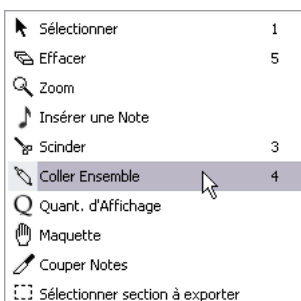 Sélectionner 1
Effacer 5
Zoom
Insérer une Note
Scinder 3
Coller Ensemble 4
Quant. d'Affichage
Maquette
Couper Notes
Sélectionner section à exporter